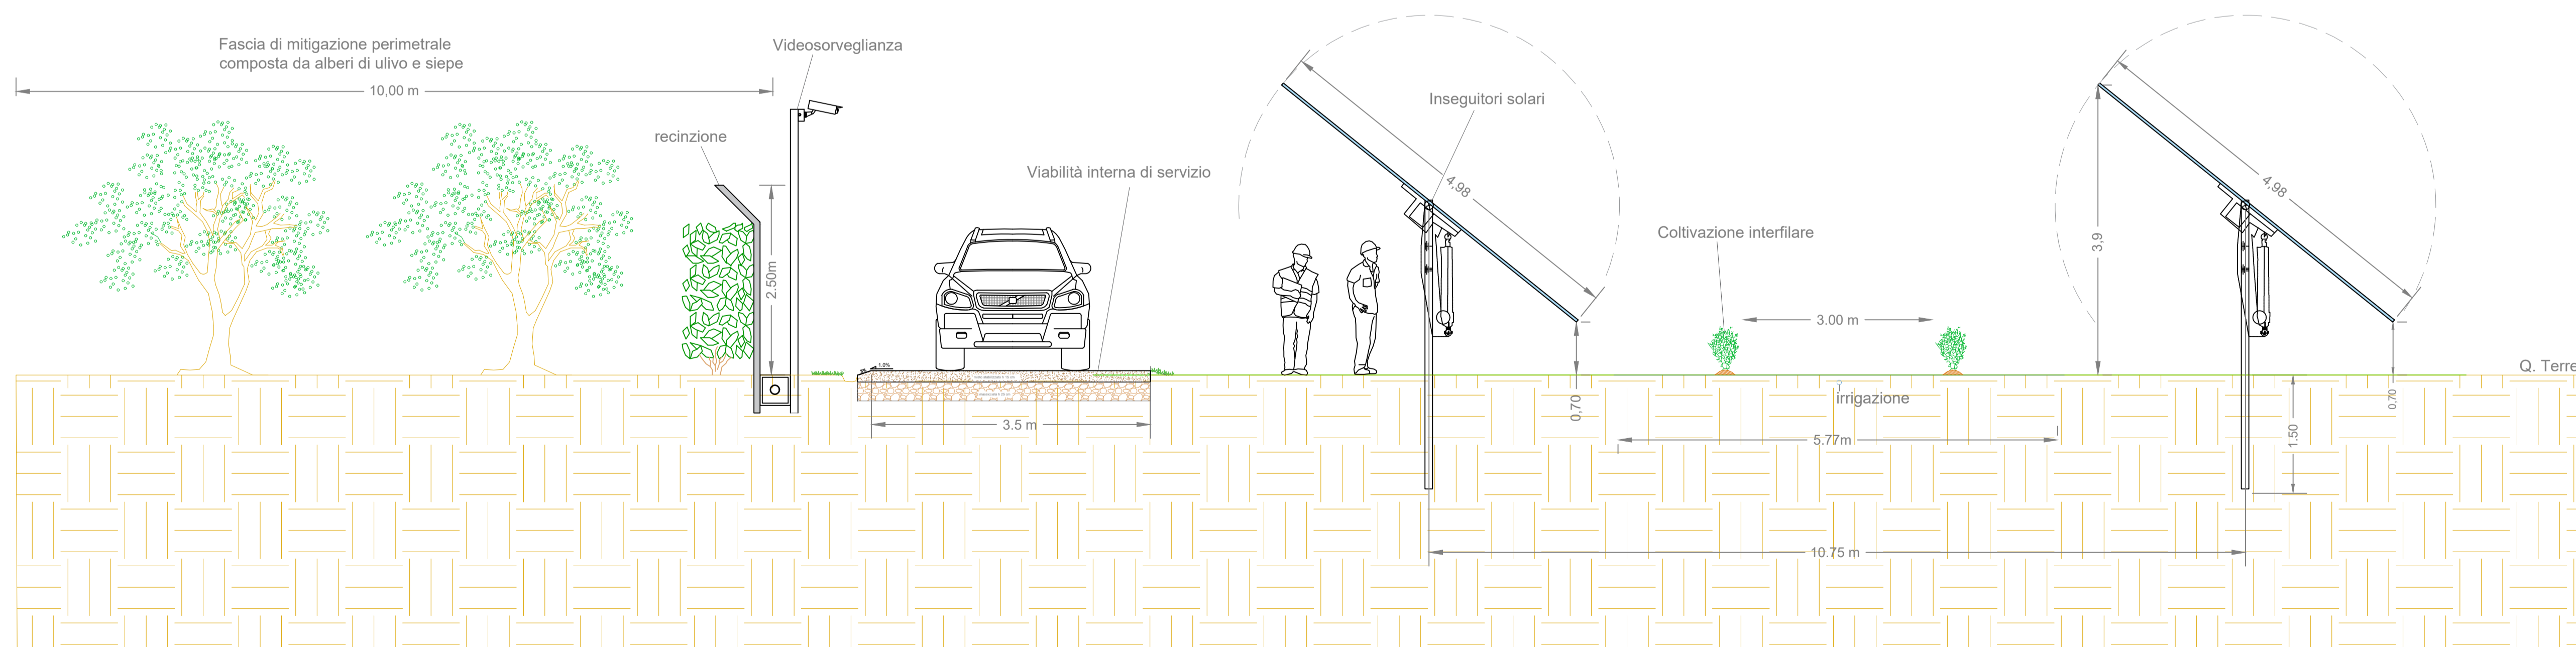 Fascia di mitigazione perimetrale
composta da alberi di ulivo e siepe
10,00 m
Videosorveglianza
recinzione
2.50m
Viabilità interna di servizio
1.0%
3.5 m
Inseguitori solari
4,98
0,70
Coltivazione interfilare
3.00 m
irrigazione
5.77m
10.75 m
3,9
4,98
0,70
1.50
Q. Terre